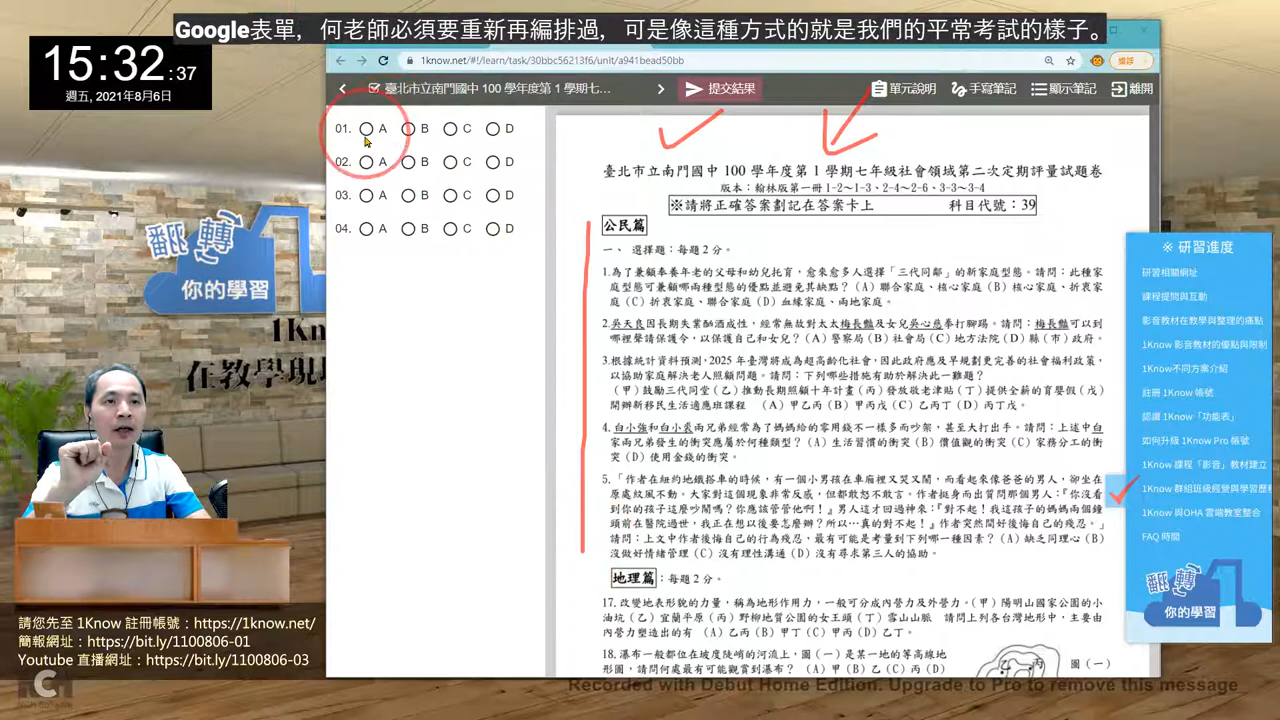 Google表單，何老師必須要重新再編排過，可是像這種方式的就是我們的平常考試的樣子。
15:32:37
週五, 2021年8月6日
1know.net/#!/learn/task/30bbc56213f6/unit/a941bead50bb
臺北市立南門國中 100 學年度第 1 學期七...
提交結果
單元說明
手寫筆記
顯示筆記
離開
01. A B C D
02. A B C D
03. A B C D
04. A B C D
臺北市立南門國中 100 學年度第 1 學期七年級社會領域第二次定期評量試題卷
版本：翰林版第一冊 1-2～1-3、2-4～2-6、3-3～3-4
※請將正確答案劃記在答案卡上 科目代號：39
公民篇
一、 選擇題：每題 2 分。
1.為了兼顧奉養年老的父母和幼兒托育，愈來愈多人選擇「三代同鄰」的新家庭型態。請問：此種家
庭型態可兼顧哪兩種型態的優點並避免其缺點？（A）聯合家庭、核心家庭（B）核心家庭、折衷家
庭（C）折衷家庭、聯合家庭（D）血緣家庭、兩地家庭。
2.吳天良因長期失業酗酒成性，經常無故對太太梅長豔及女兒吳心慈拳打腳踢。請問：梅長豔可以到
哪裡聲請保護令，以保護自己和女兒？（A）警察局（B）社會局（C）地方法院（D）縣（市）政府。
3.根據統計資料預測，2025 年臺灣將成為超高齡化社會，因此政府應及早規劃更完善的社會福利政策，
以協助家庭解決老人照顧問題。請問：下列哪些措施有助於解決此一難題？
（甲）鼓勵三代同堂（乙）推動長期照顧十年計畫（丙）發放敬老津貼（丁）提供全薪的育嬰假（戊）
開辦新移民生活適應班課程 （A）甲乙丙（B）甲丙戊（C）乙丙丁（D）丙丁戊。
4.白小強和白小裘兩兄弟經常為了媽媽給的零用錢不一樣多而吵架，甚至大打出手。請問：上述中白
家兩兄弟發生的衝突應屬於何種類型？（A）生活習慣的衝突（B）價值觀的衝突（C）家務分工的衝
突（D）使用金錢的衝突。
5.「作者在紐約地鐵搭車的時候，有一個小男孩在車廂裡又哭又鬧，而看起來像爸爸的男人，卻坐在
原處紋風不動。大家對這個現象非常反感，但都敢怒不敢言。作者挺身而出質問那個男人：『你沒看
到你的孩子這麼吵鬧嗎？你應該管管他啊！』男人這才回過神來：『對不起！我這孩子的媽媽兩個鐘
頭前在醫院過世，我正在想以後要怎麼辦？所以…真的對不起！』作者突然間好後悔自己的殘忍。」
請問：上文中作者後悔自己的行為殘忍，最有可能是考量到下列哪一種因素？（A）缺乏同理心（B）
沒做好情緒管理（C）沒有理性溝通（D）沒有尋求第三人的協助。
地理篇：每題 2 分。
17.改變地表形貌的力量，稱為地形作用力，一般可分成內營力及外營力。（甲）陽明山國家公園的小
油坑（乙）宜蘭平原（丙）野柳地質公園的女王頭（丁）雪山山脈 請問上列各台灣地形中，主要由
內營力塑造出的有（A）乙丙（B）甲丁（C）甲丙（D）乙丁。
18.瀑布一般都位在坡度陡峭的河流上，圖（一）是某一地的等高線地
形圖，請問何處最有可能觀賞到瀑布？（A）甲（B）乙（C）丙（D）
乙 丙 圖（一）
※ 研習進度
研習相關網址
課程提問與互動
影音教材在教學與整理的痛點
1Know 影音教材的優點與限制
1Know不同方案介紹
註冊 1Know 帳號
認識 1Know「功能表」
如何升級 1Know Pro 帳號
1Know 課程「影音」教材建立
1Know 群組班級經營與學習歷程
1Know 與OHA 雲端教室整合
FAQ 時間
翻轉
你的學習
翻轉
你的學習
1Kn
在教學現
請您先至 1Know 註冊帳號：https://1know.net/
簡報網址：https://bit.ly/1100806-01
Youtube 直播網址：https://bit.ly/1100806-03
Recorded with Debut Home Edition. Upgrade to Pro to remove this message